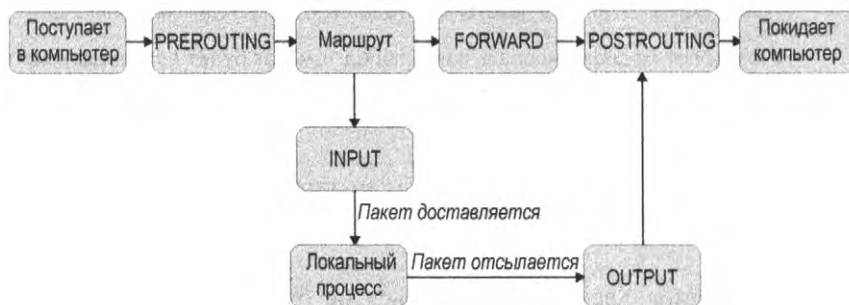 Поступает
в компьютер
PREROUTING
Маршрут
FORWARD
POSTROUTING
Покидает
компьютер
INPUT
Пакет доставляется
Локальный
процесс
Пакет отсылается
OUTPUT